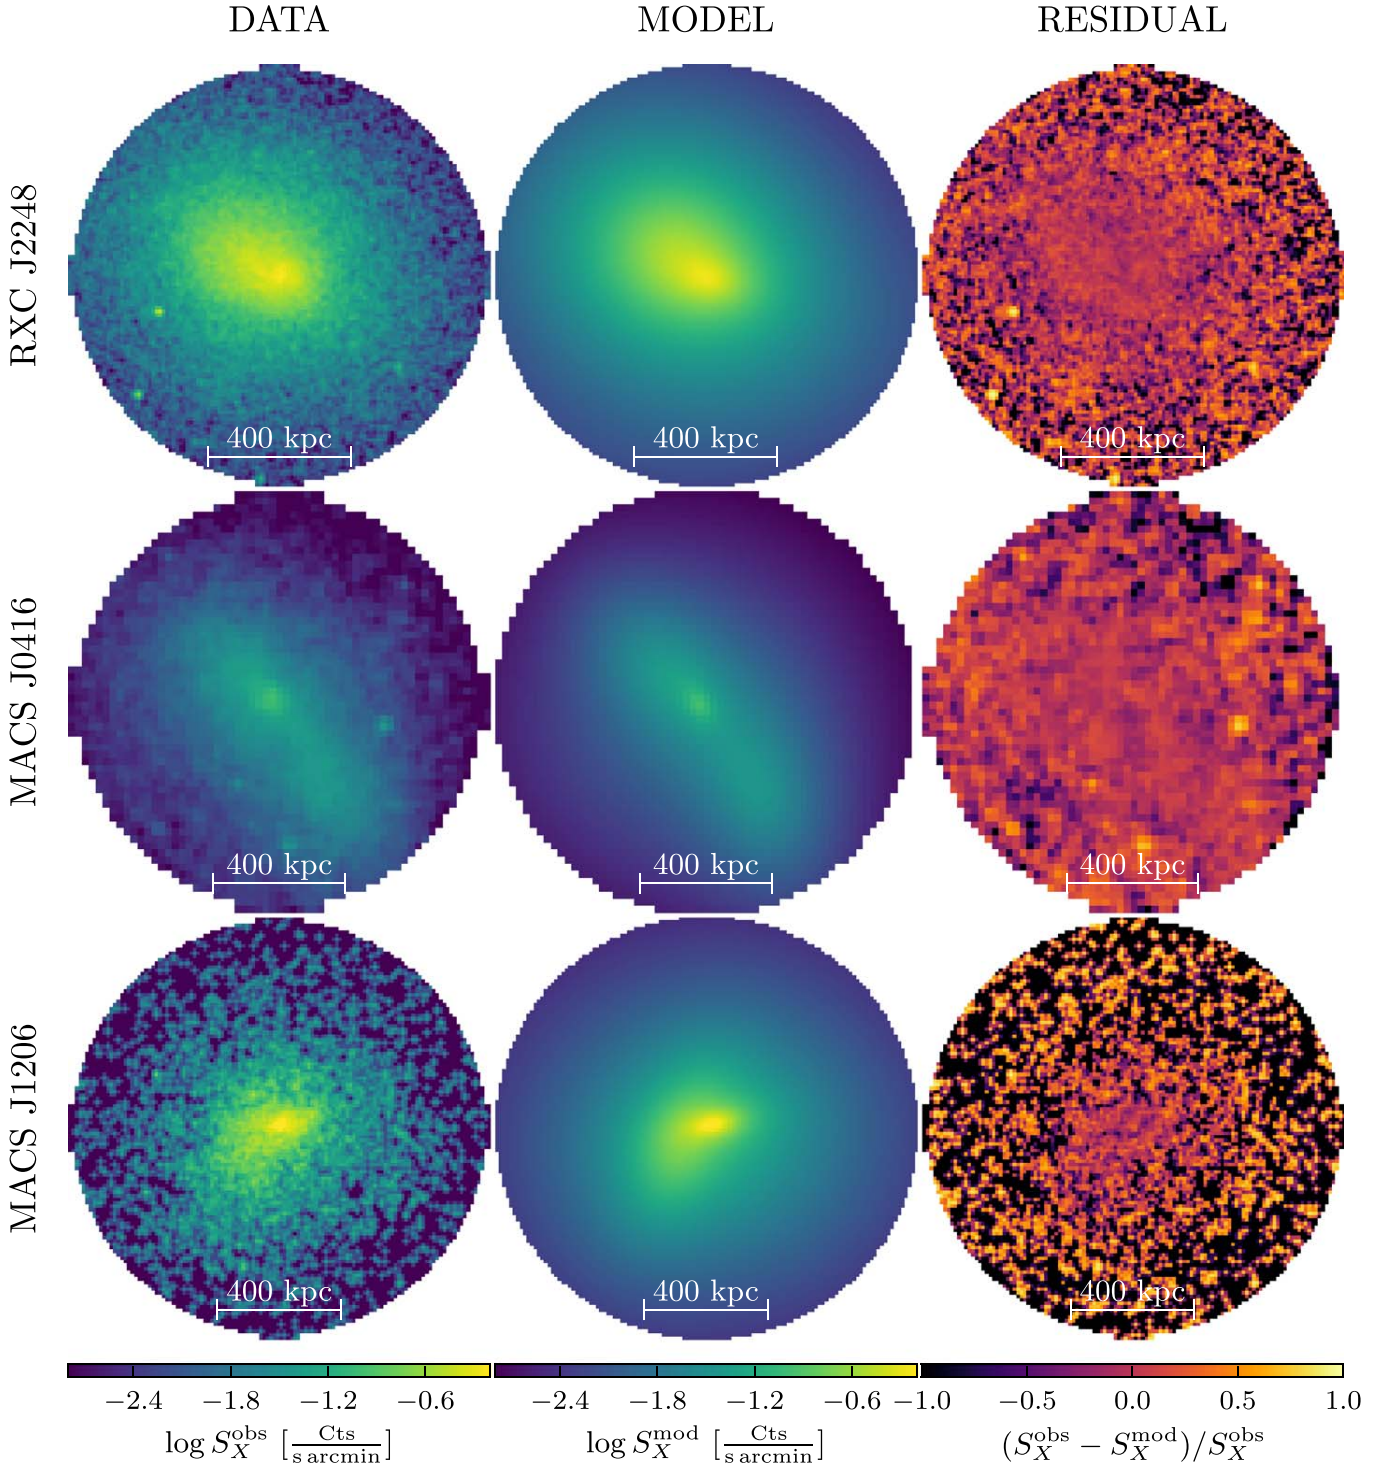 DATA MODEL RESIDUAL
RXC J2248
400 kpc 400 kpc 400 kpc
MACS J0416
400 kpc 400 kpc 400 kpc
MACS J1206
400 kpc 400 kpc 400 kpc
−2.4 −1.8 −1.2 −0.6 −2.4 −1.8 −1.2 −0.6 −1.0 −0.5 0.0 0.5 1.0
log S_X^obs [Cts/s arcmin] log S_X^mod [Cts/s arcmin] (S_X^obs − S_X^mod)/S_X^obs